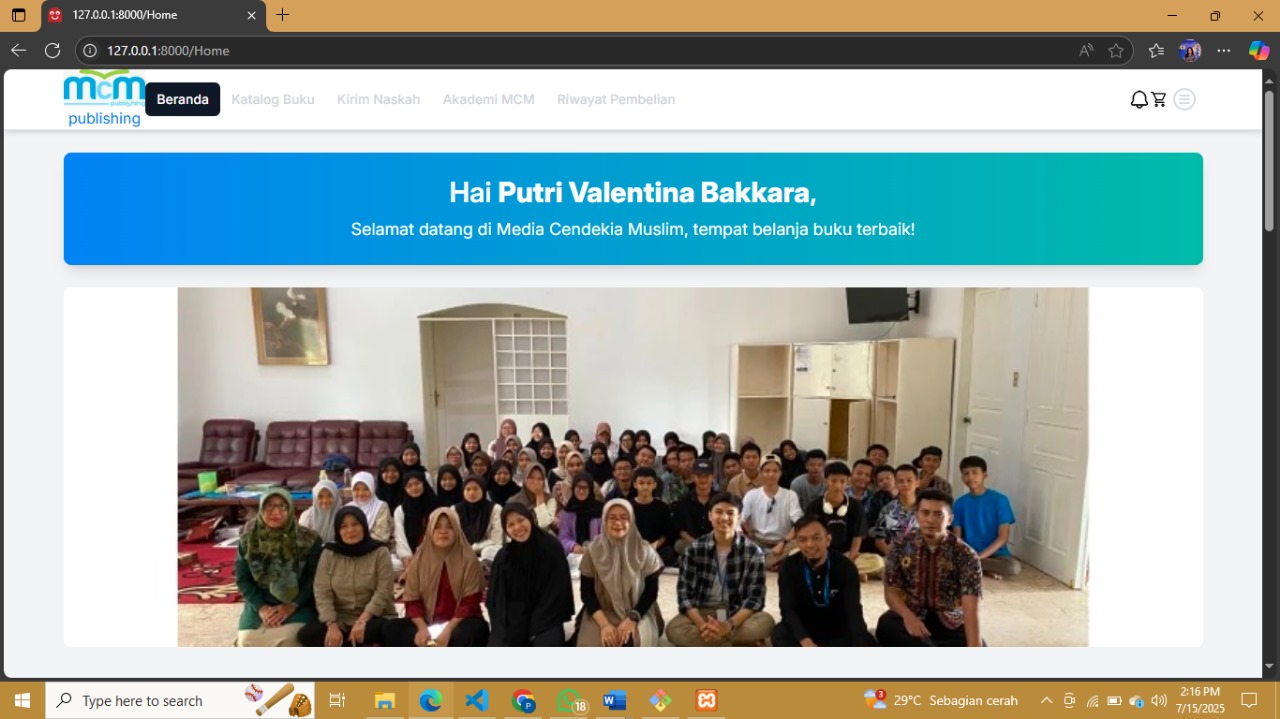 127.0.0.1:8000/Home
127.0.0.1:8000/Home
mcm
publishing
publishing
Beranda
Katalog Buku
Kirim Naskah
Akademi MCM
Riwayat Pembelian
Hai Putri Valentina Bakkara,
Selamat datang di Media Cendekia Muslim, tempat belanja buku terbaik!
Type here to search
18
3
29°C Sebagian cerah
2:16 PM
7/15/2025